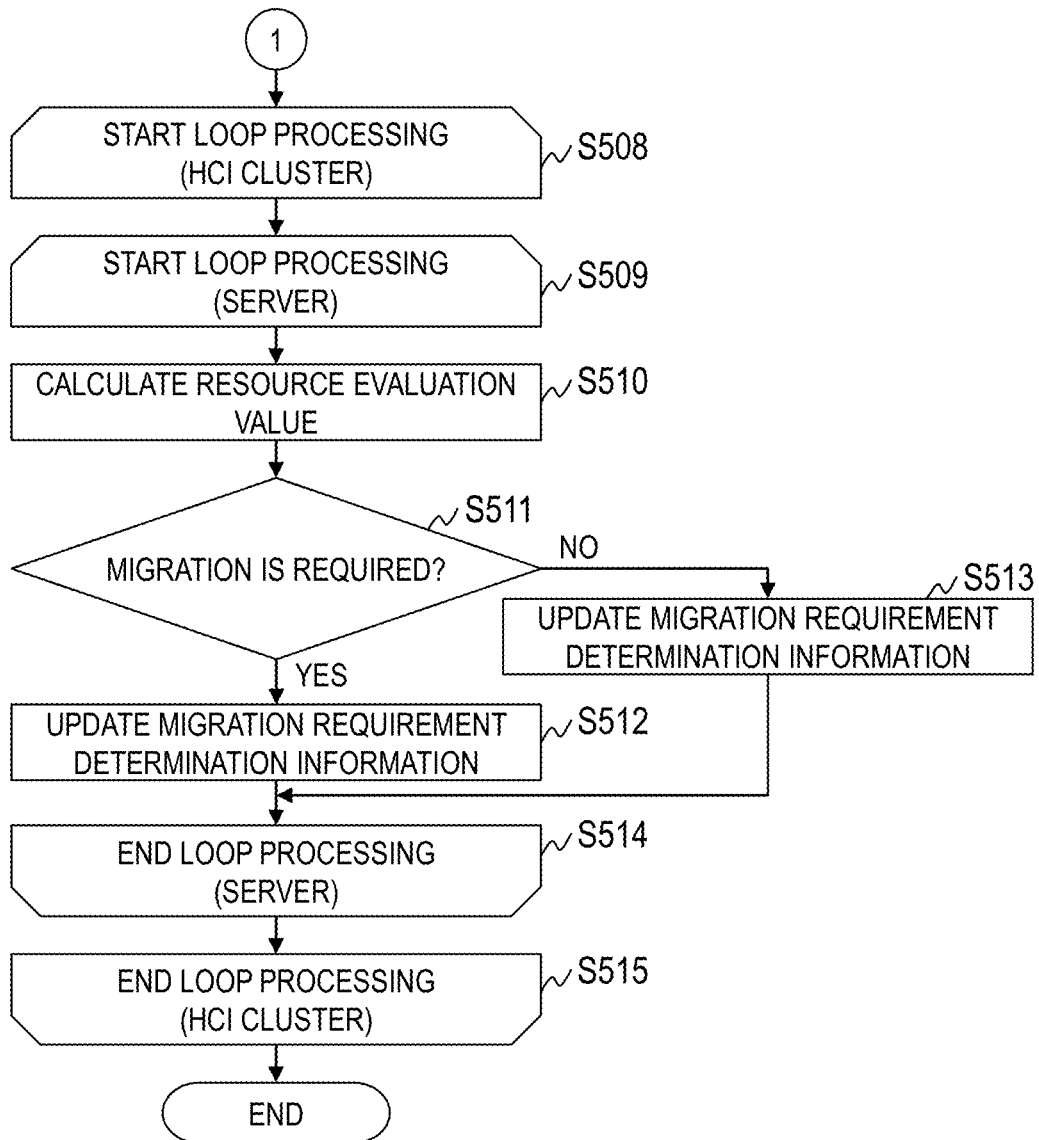 1
START LOOP PROCESSING
(HCI CLUSTER)
S508
START LOOP PROCESSING
(SERVER)
S509
CALCULATE RESOURCE EVALUATION
VALUE
S510
S511
MIGRATION IS REQUIRED?
NO
S513
UPDATE MIGRATION REQUIREMENT
DETERMINATION INFORMATION
YES
UPDATE MIGRATION REQUIREMENT
DETERMINATION INFORMATION
S512
END LOOP PROCESSING
(SERVER)
S514
END LOOP PROCESSING
(HCI CLUSTER)
S515
END